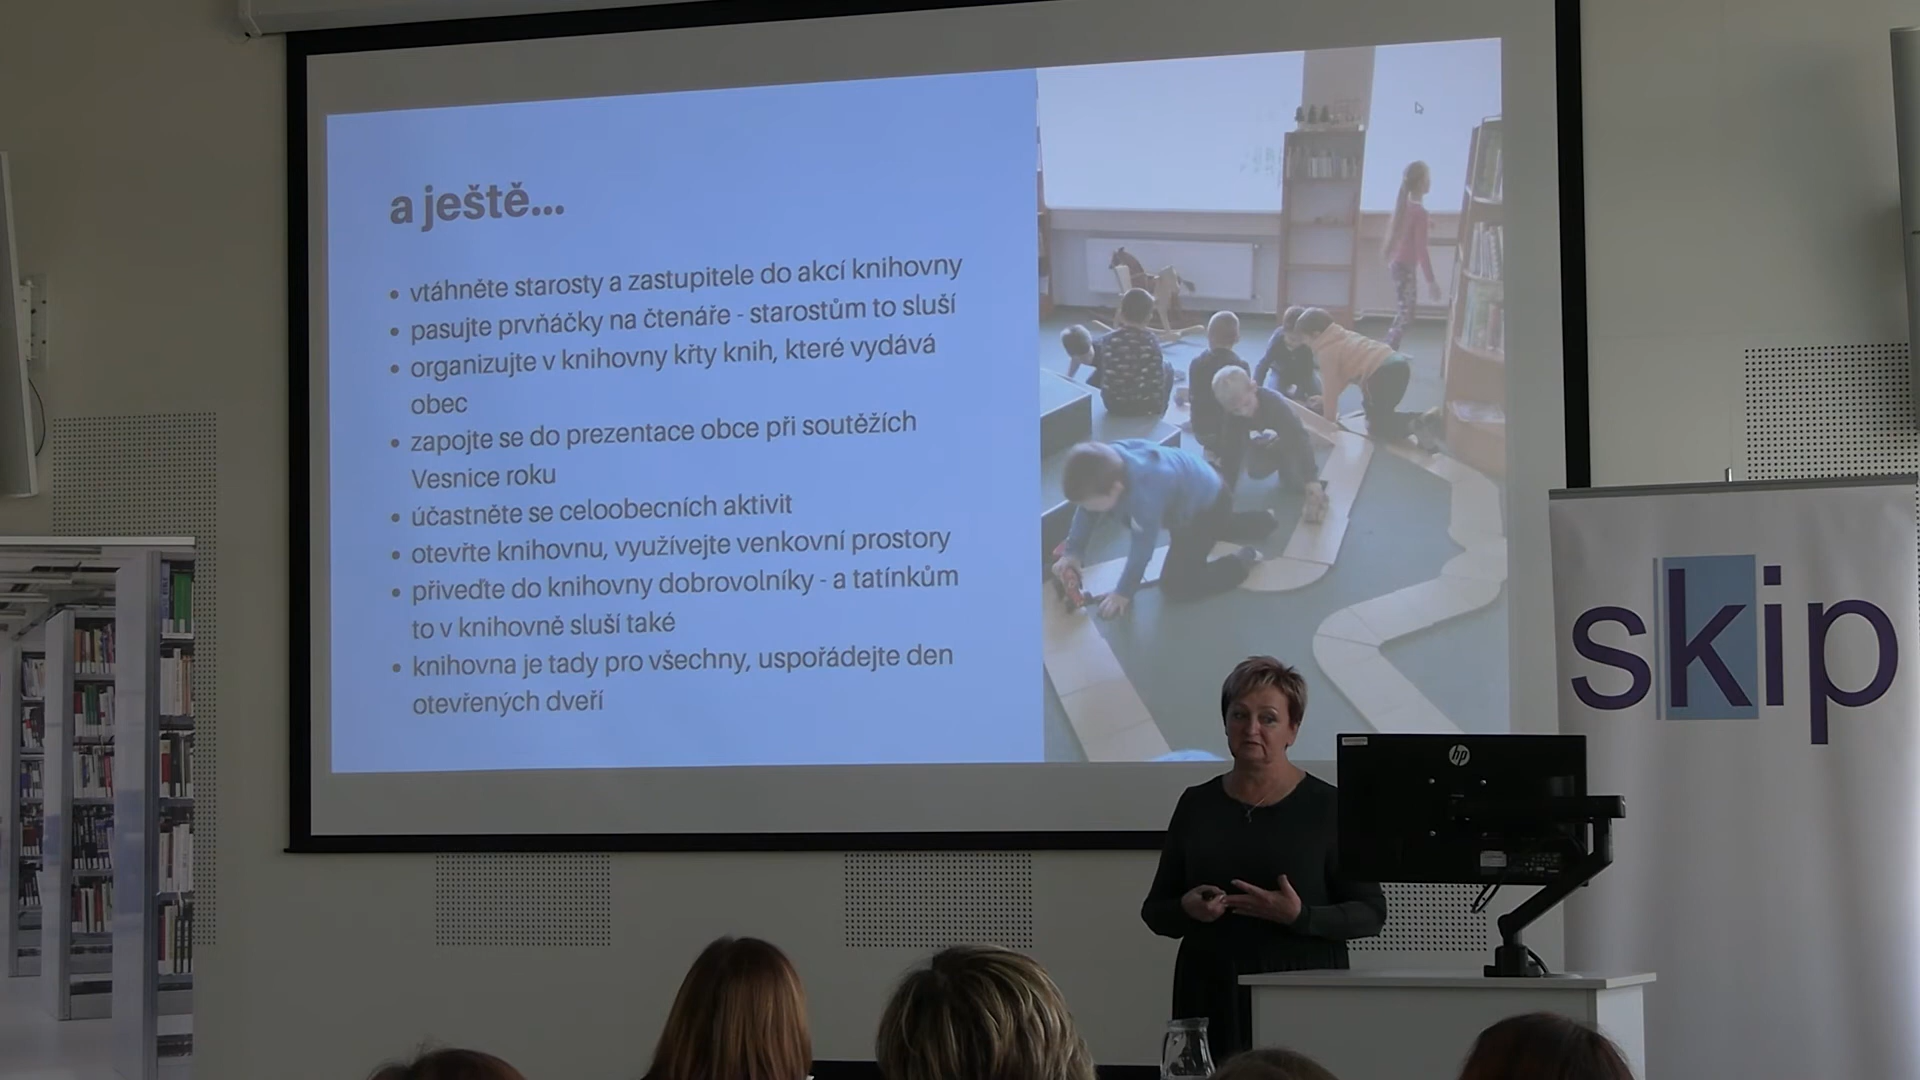 a ještě...
• vtáhněte starosty a zastupitele do akcí knihovny
• pasujte prvňáčky na čtenáře - starostům to sluší
• organizujte v knihovny křty knih, které vydává
obec
• zapojte se do prezentace obce při soutěžích
Vesnice roku
• účastněte se celoobecních aktivit
• otevřte knihovnu, využívejte venkovní prostory
• přiveďte do knihovny dobrovolníky - a tatínkům
to v knihovně sluší také
• knihovna je tady pro všechny, uspořádejte den
otevřených dveří
skip
hp